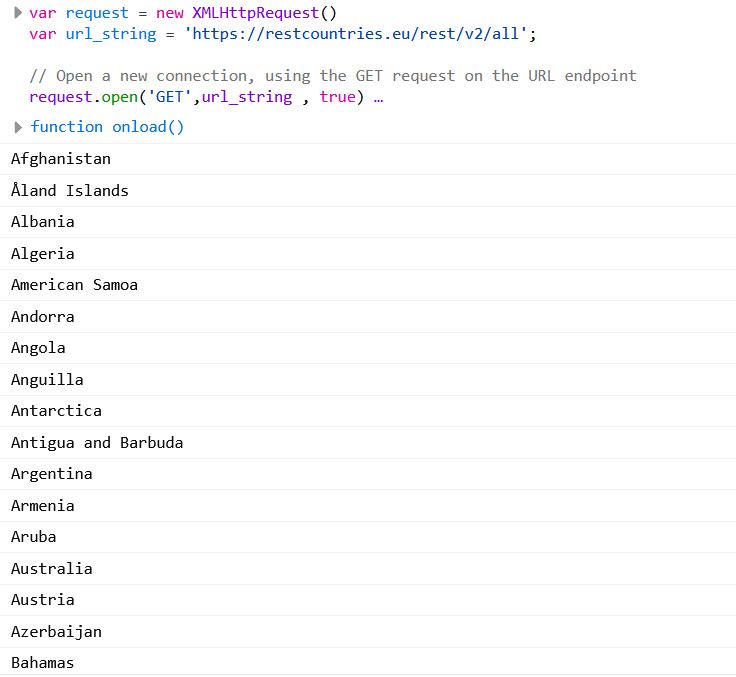 var request = new XMLHttpRequest()
var url_string = 'https://restcountries.eu/rest/v2/all';
// Open a new connection, using the GET request on the URL endpoint
request.open('GET',url_string , true) …
function onload()
Afghanistan
Åland Islands
Albania
Algeria
American Samoa
Andorra
Angola
Anguilla
Antarctica
Antigua and Barbuda
Argentina
Armenia
Aruba
Australia
Austria
Azerbaijan
Bahamas